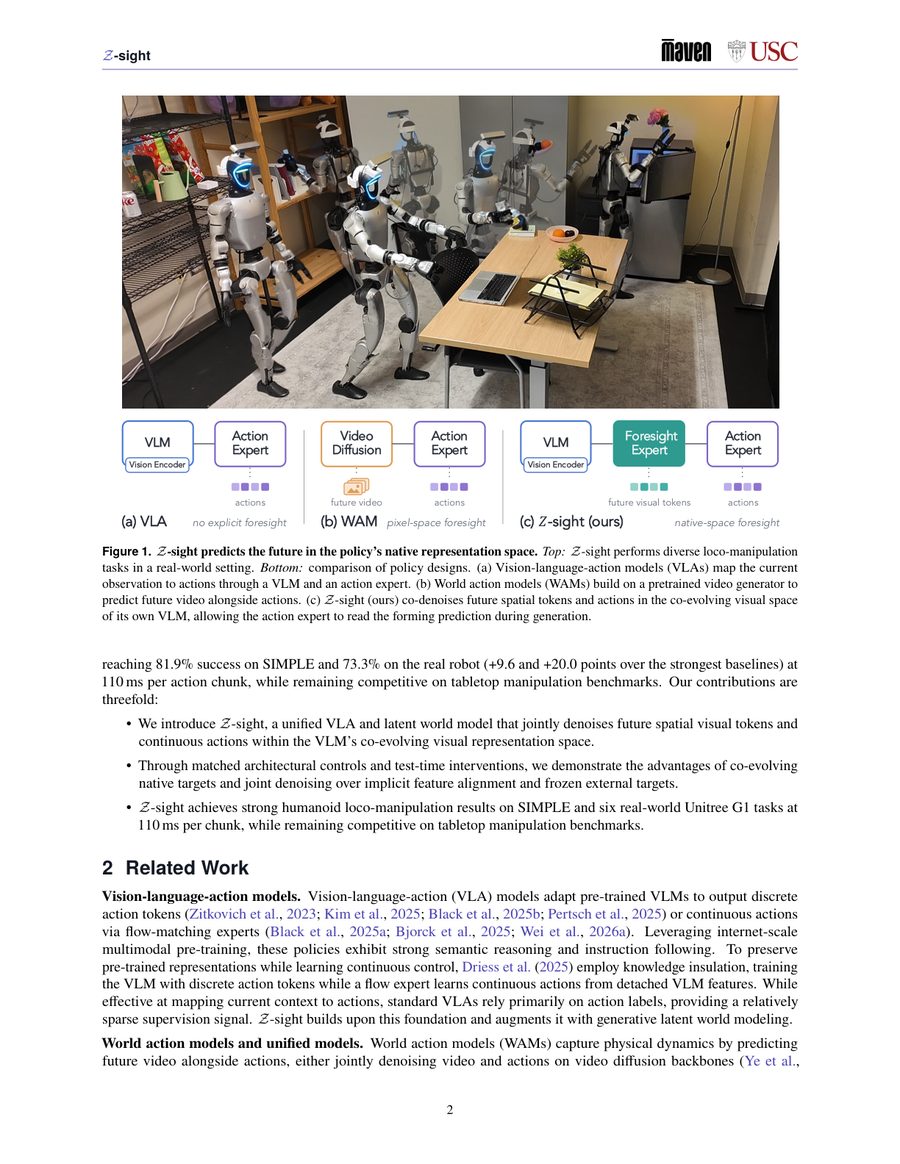 Z-sight
maven
USC
ke
VLM
Vision Encoder
Action
Expert
actions
(a) VLA
no explicit foresight
Video
Diffusion
future video
Action
Expert
actions
(b) WAM
pixel-space foresight
VLM
Vision Encoder
Foresight
Expert
future visual tokens
Action
Expert
actions
(c) Z-sight (ours)
native-space foresight
Figure 1. Z-sight predicts the future in the policy's native representation space. Top: Z-sight performs diverse loco-manipulation
tasks in a real-world setting. Bottom: comparison of policy designs. (a) Vision-language-action models (VLAs) map the current
observation to actions through a VLM and an action expert. (b) World action models (WAMs) build on a pretrained video generator to
predict future video alongside actions. (c) Z-sight (ours) co-denoises future spatial tokens and actions in the co-evolving visual space
of its own VLM, allowing the action expert to read the forming prediction during generation.
reaching 81.9% success on SIMPLE and 73.3% on the real robot (+9.6 and +20.0 points over the strongest baselines) at
110 ms per action chunk, while remaining competitive on tabletop manipulation benchmarks. Our contributions are
threefold:
• We introduce Z-sight, a unified VLA and latent world model that jointly denoises future spatial visual tokens and
continuous actions within the VLM's co-evolving visual representation space.
• Through matched architectural controls and test-time interventions, we demonstrate the advantages of co-evolving
native targets and joint denoising over implicit feature alignment and frozen external targets.
• Z-sight achieves strong humanoid loco-manipulation results on SIMPLE and six real-world Unitree G1 tasks at
110 ms per chunk, while remaining competitive on tabletop manipulation benchmarks.
2 Related Work
Vision-language-action models. Vision-language-action (VLA) models adapt pre-trained VLMs to output discrete
action tokens (Zitkovich et al., 2023; Kim et al., 2025; Black et al., 2025b; Pertsch et al., 2025) or continuous actions
via flow-matching experts (Black et al., 2025a; Bjorck et al., 2025; Wei et al., 2026a). Leveraging internet-scale
multimodal pre-training, these policies exhibit strong semantic reasoning and instruction following. To preserve
pre-trained representations while learning continuous control, Driess et al. (2025) employ knowledge insulation, training
the VLM with discrete action tokens while a flow expert learns continuous actions from detached VLM features. While
effective at mapping current context to actions, standard VLAs rely primarily on action labels, providing a relatively
sparse supervision signal. Z-sight builds upon this foundation and augments it with generative latent world modeling.
World action models and unified models. World action models (WAMs) capture physical dynamics by predicting
future video alongside actions, either jointly denoising video and actions on video diffusion backbones (Ye et al.,
2